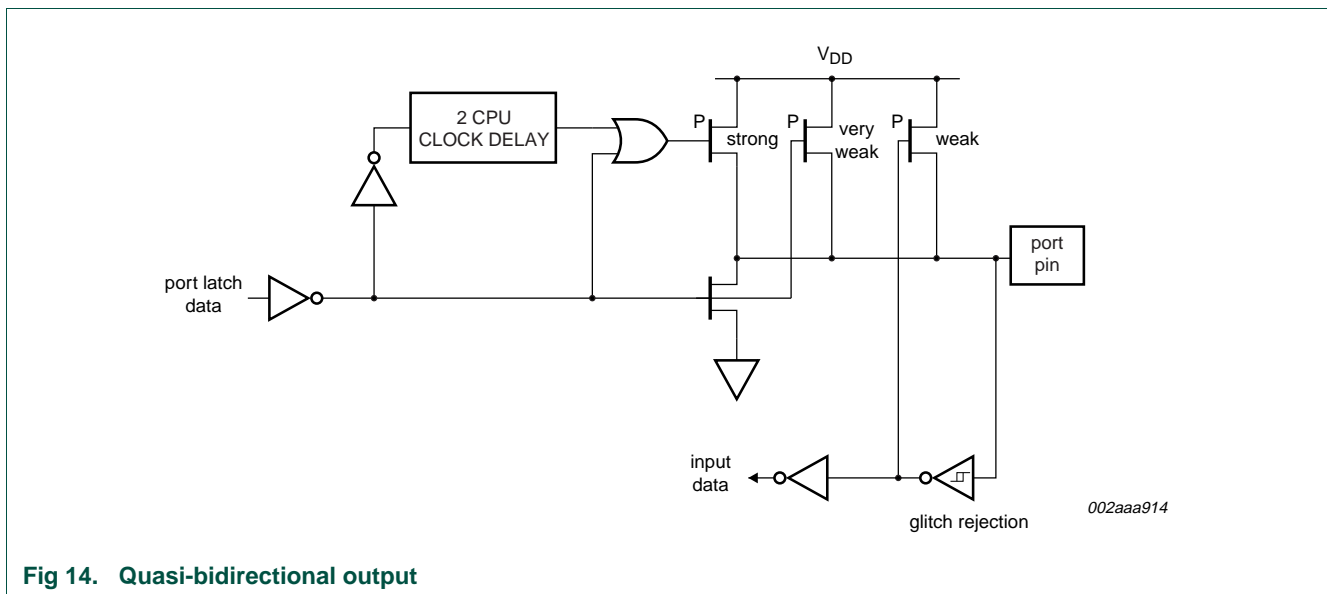 VDD
2 CPU
CLOCK DELAY
P
strong
P
very
weak
P
weak
port
pin
port latch
data
input
data
glitch rejection
002aaa914
Fig 14. Quasi-bidirectional output